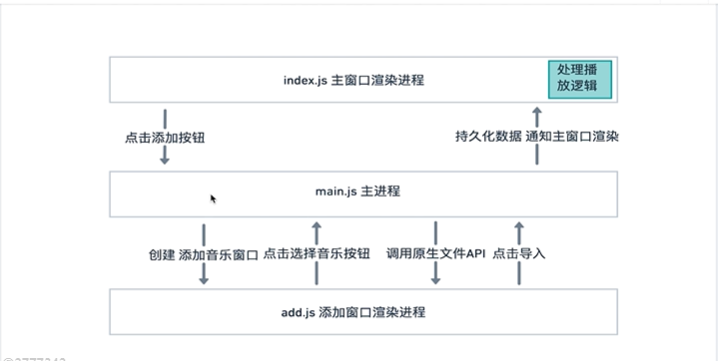 index.js 主窗口渲染进程
处理播
放逻辑
点击添加按钮
持久化数据 通知主窗口渲染
main.js 主进程
创建 添加音乐窗口
点击选择音乐按钮
调用原生文件API
点击导入
add.js 添加窗口渲染进程